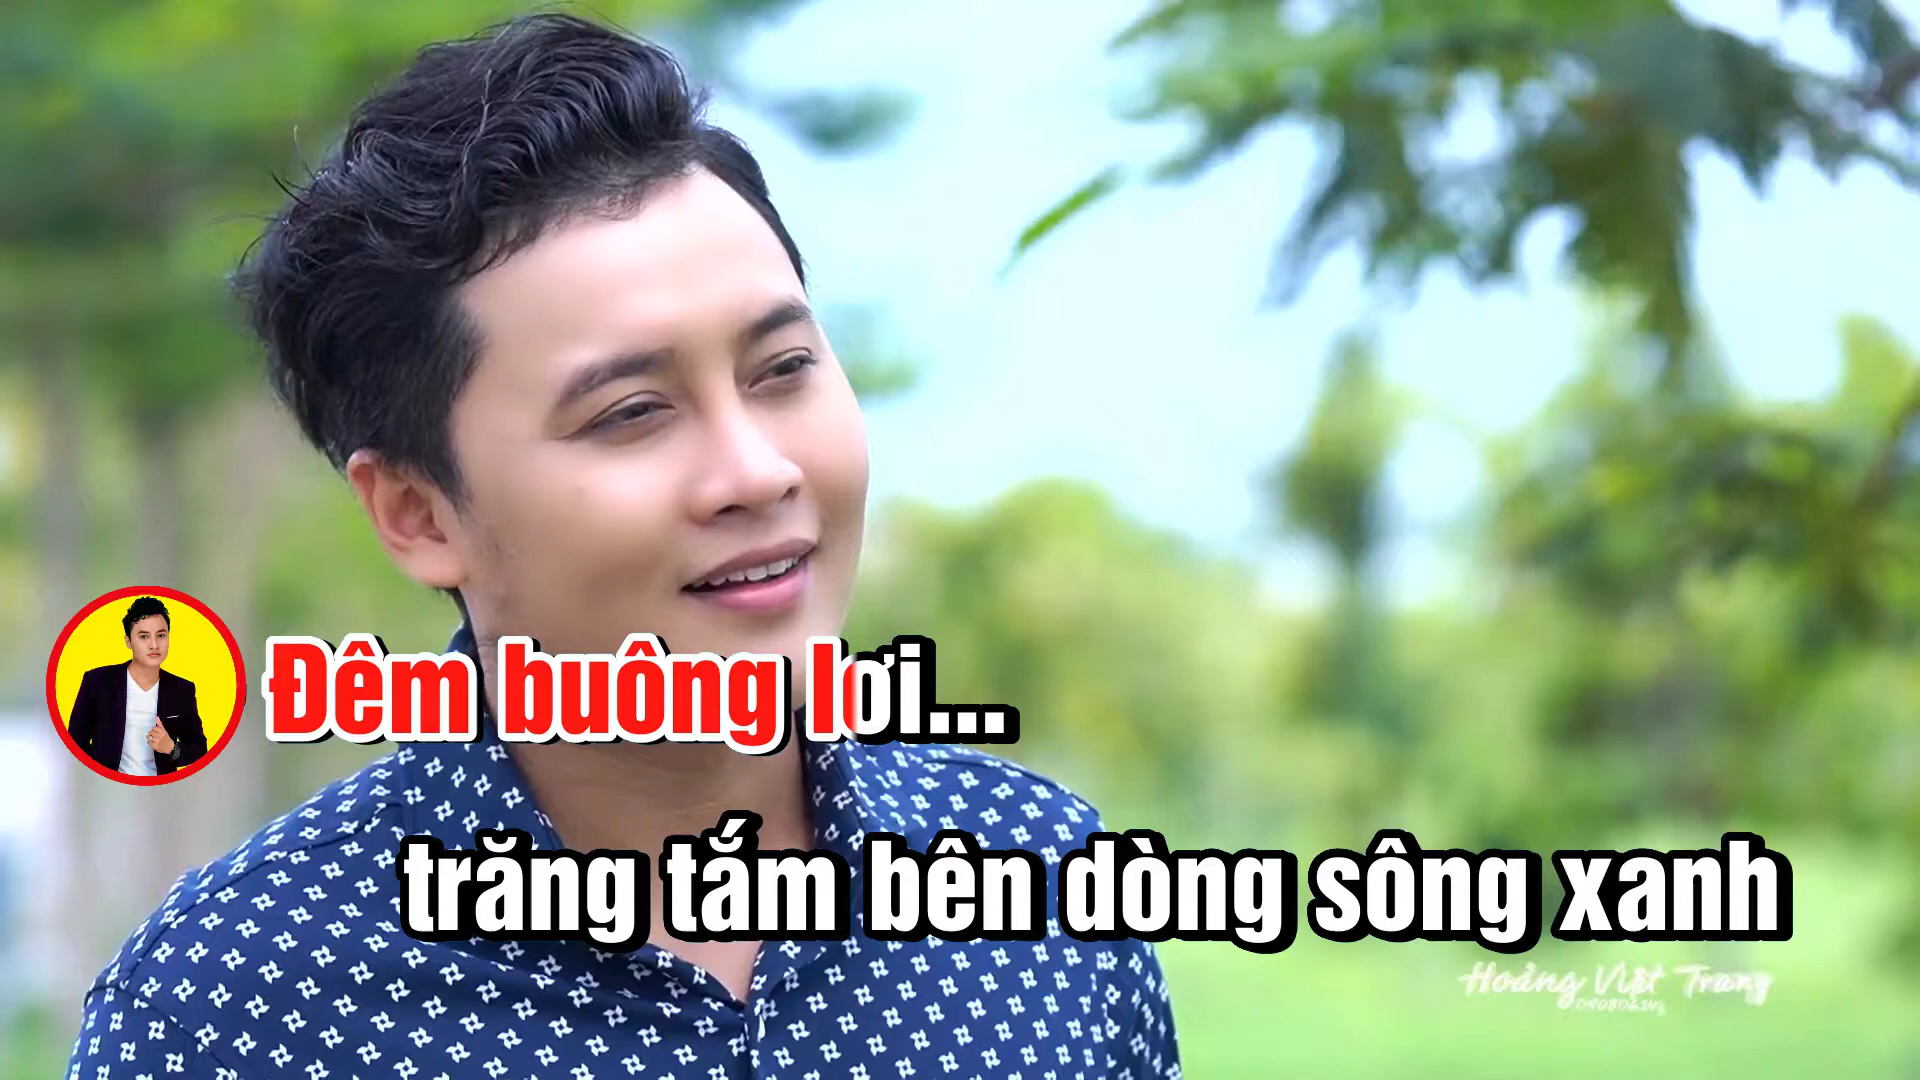 Đêm buông lơi...
trăng tắm bên dòng sông xanh
Hoàng Việt Trang